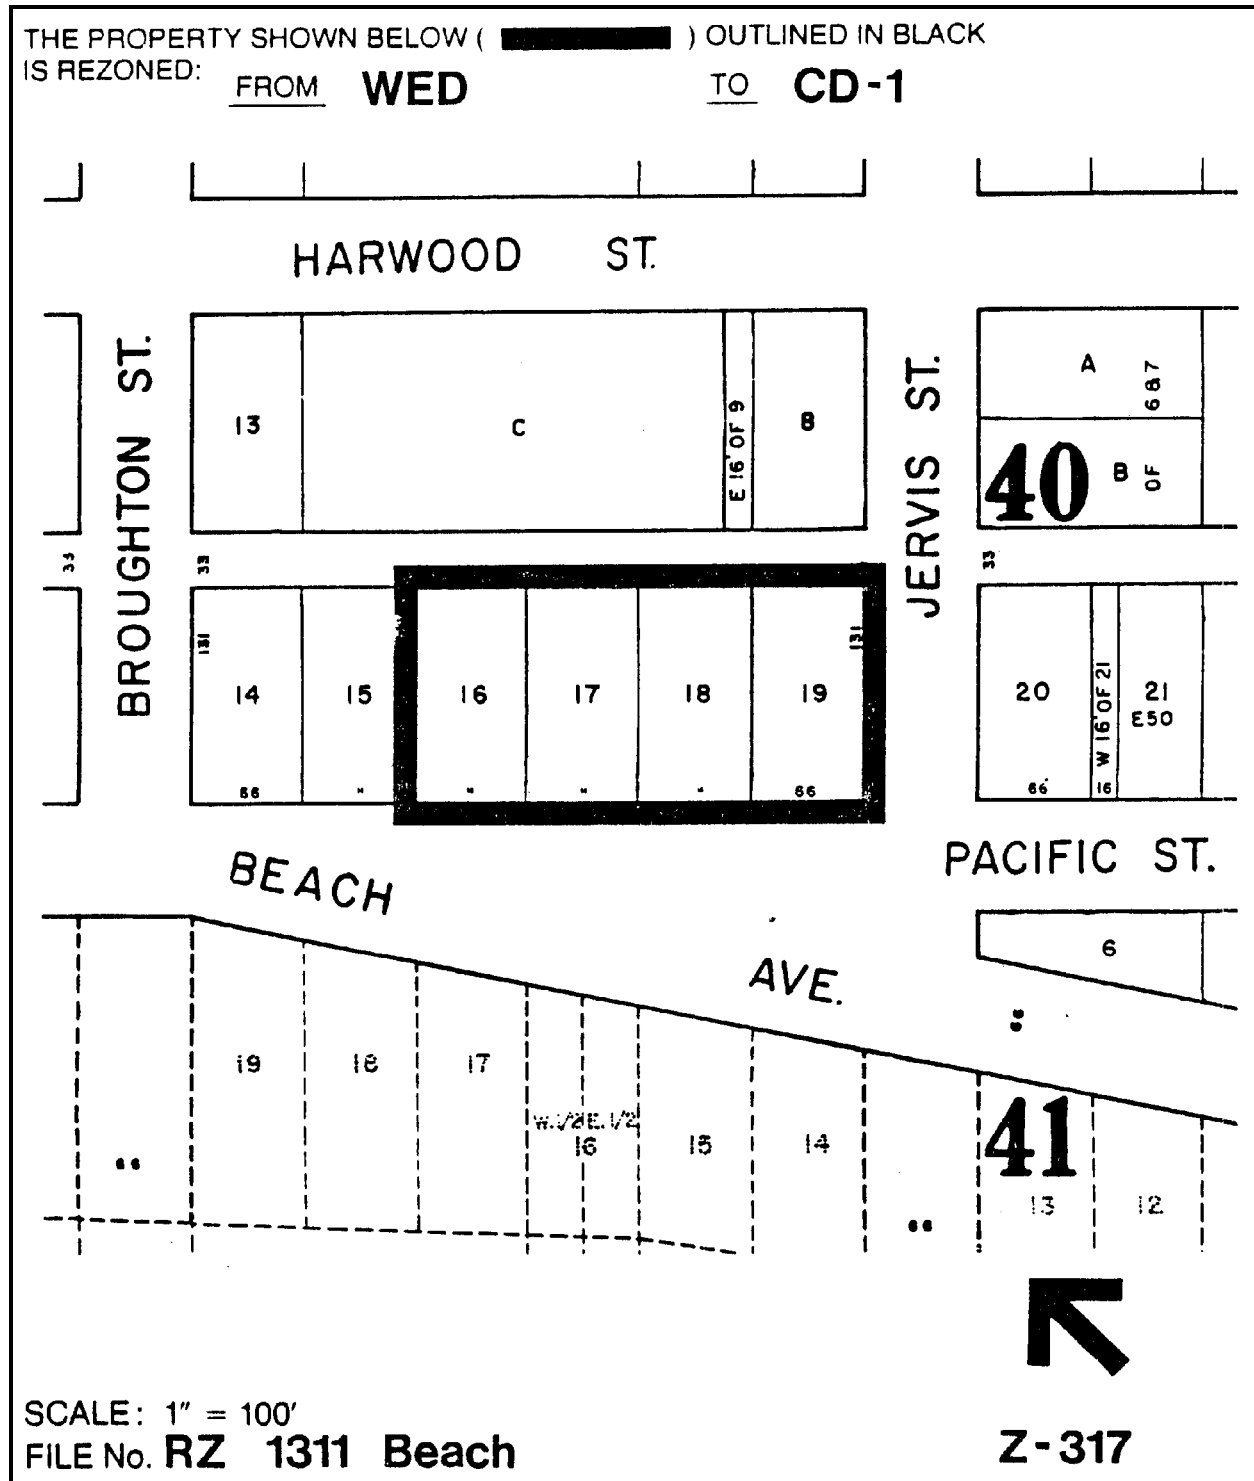 THE PROPERTY SHOWN BELOW ( ) OUTLINED IN BLACK
IS REZONED:
FROM WED TO CD-1
HARWOOD ST.
BROUGHTON ST.
JERVIS ST.
13
C
E 16' OF 9
8
A
B
OF
6&7
40
33
33
33
131
14
15
16
17
18
19
131
20
W 16' OF 21
21
E50
66
"
"
"
"
66
66'
16
BEACH AVE.
PACIFIC ST.
6
66
19
18
17
W.1/2 E.1/2
16
15
14
41
13
12
66
66
SCALE: 1" = 100'
FILE No. RZ 1311 Beach
Z-317